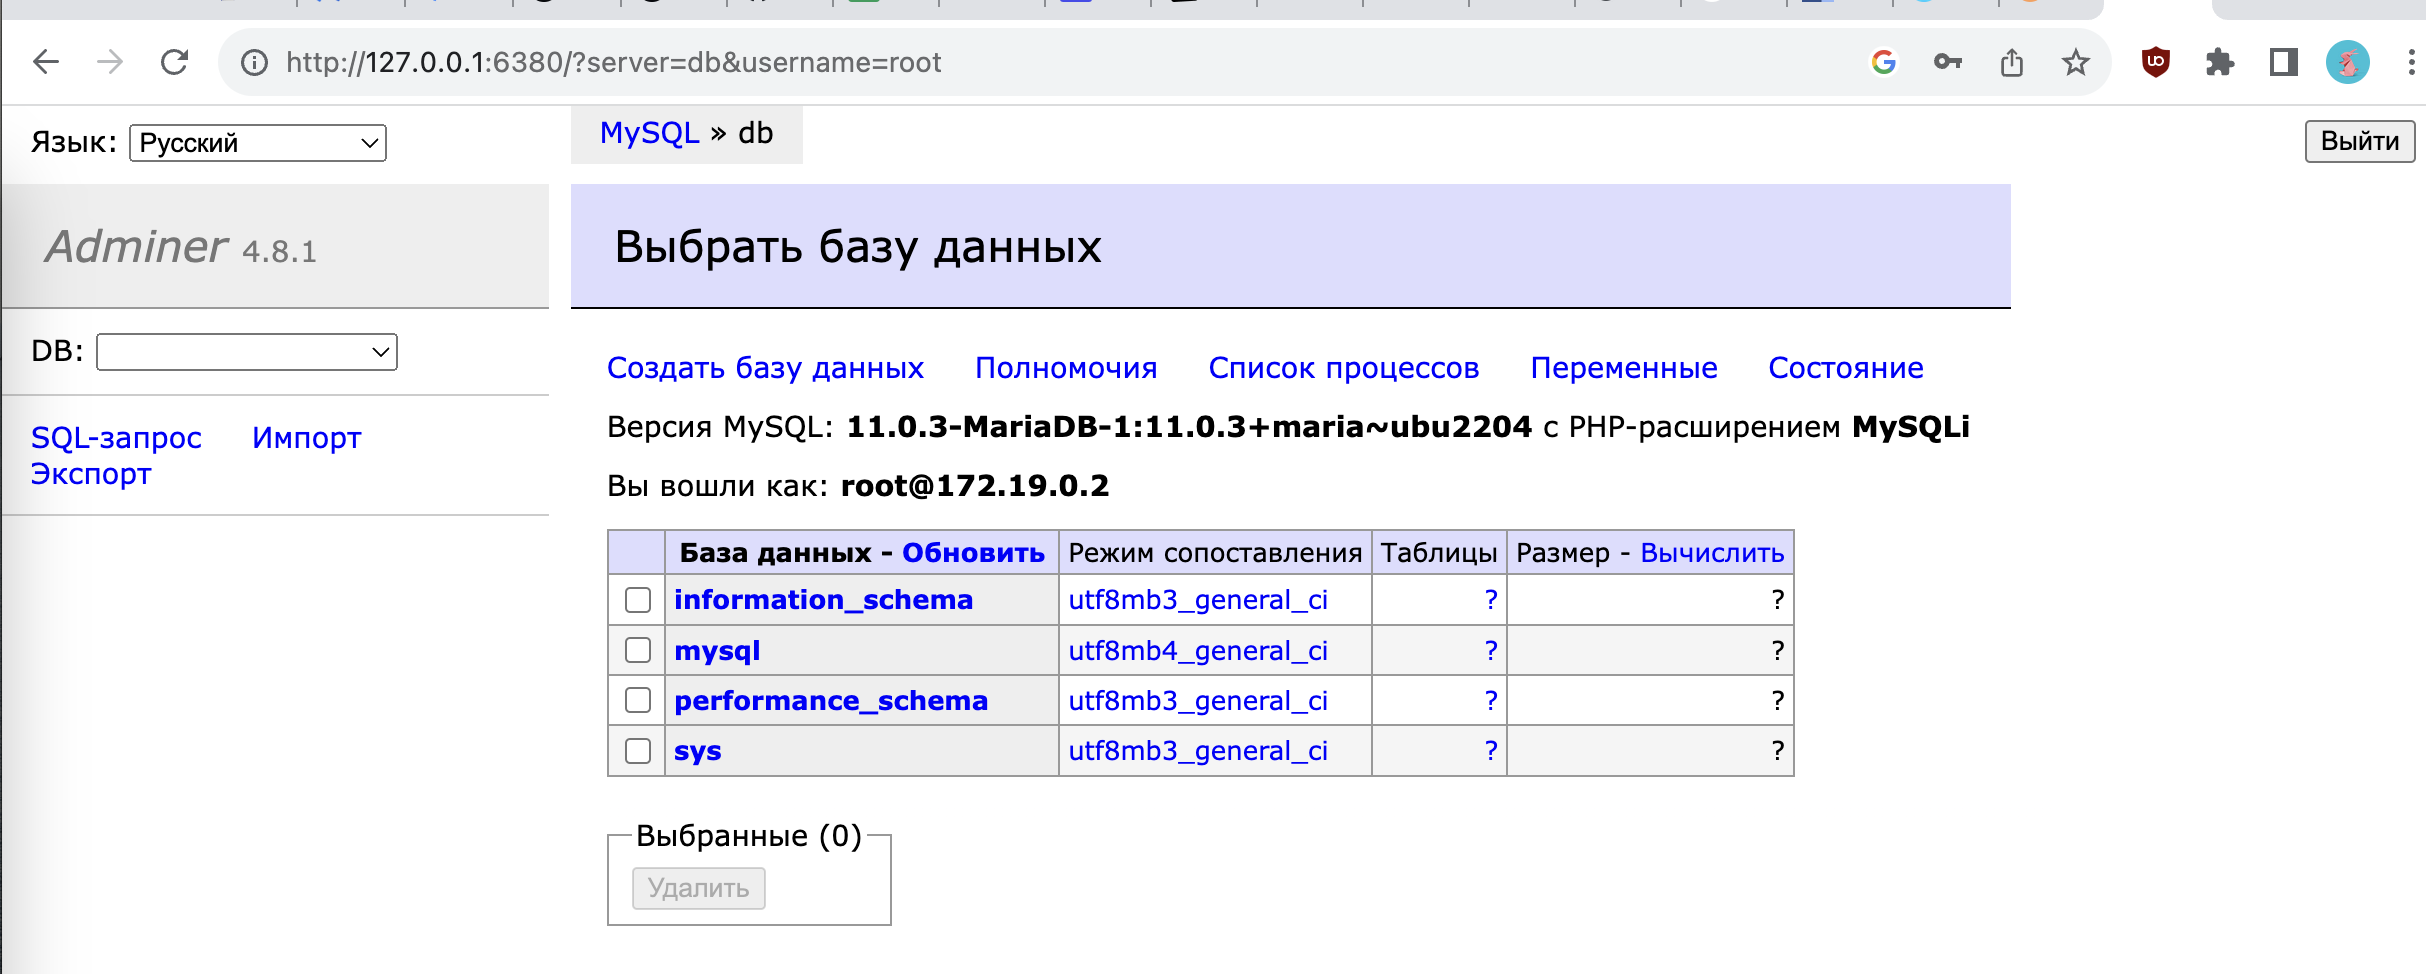 http://127.0.0.1:6380/?server=db&username=root
Язык: Русский
MySQL » db
Выйти
Adminer 4.8.1
Выбрать базу данных
DB:
Создать базу данных Полномочия Список процессов Переменные Состояние
SQL-запрос Импорт
Экспорт
Версия MySQL: 11.0.3-MariaDB-1:11.0.3+maria~ubu2204 с PHP-расширением MySQLi
Вы вошли как: root@172.19.0.2
База данных - Обновить Режим сопоставления Таблицы Размер - Вычислить
information_schema utf8mb3_general_ci ? ?
mysql utf8mb4_general_ci ? ?
performance_schema utf8mb3_general_ci ? ?
sys utf8mb3_general_ci ? ?
Выбранные (0)
Удалить